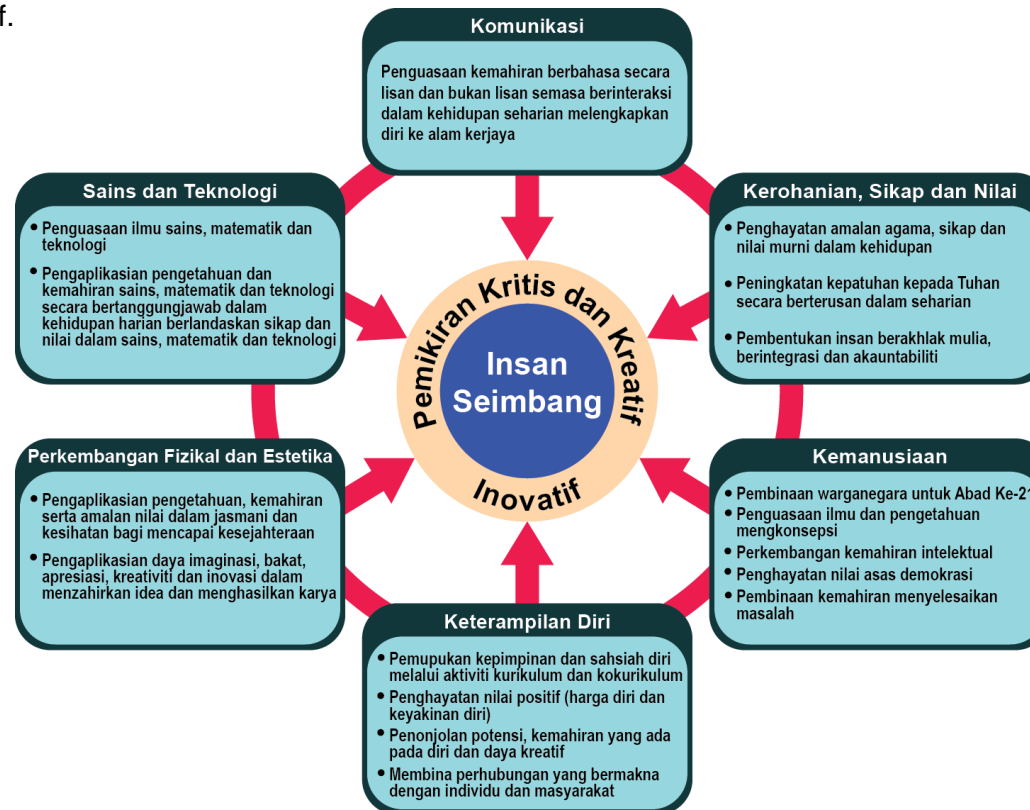 f.
Komunikasi
Penguasaan kemahiran berbahasa secara
lisan dan bukan lisan semasa berinteraksi
dalam kehidupan seharian melengkapkan
diri ke alam kerjaya
Sains dan Teknologi
• Penguasaan ilmu sains, matematik dan
teknologi
• Pengaplikasian pengetahuan dan
kemahiran sains, matematik dan teknologi
secara bertanggungjawab dalam
kehidupan harian berlandaskan sikap dan
nilai dalam sains, matematik dan teknologi
Kerohanian, Sikap dan Nilai
• Penghayatan amalan agama, sikap dan
nilai murni dalam kehidupan
• Peningkatan kepatuhan kepada Tuhan
secara berterusan dalam seharian
• Pembentukan insan berakhlak mulia,
berintegrasi dan akauntabiliti
Pemikiran Kritis dan Kreatif
Insan
Seimbang
Inovatif
Perkembangan Fizikal dan Estetika
• Pengaplikasian pengetahuan, kemahiran
serta amalan nilai dalam jasmani dan
kesihatan bagi mencapai kesejahteraan
• Pengaplikasian daya imaginasi, bakat,
apresiasi, kreativiti dan inovasi dalam
menzahirkan idea dan menghasilkan karya
Kemanusiaan
• Pembinaan warganegara untuk Abad Ke-21
• Penguasaan ilmu dan pengetahuan
mengkonsepsi
• Perkembangan kemahiran intelektual
• Penghayatan nilai asas demokrasi
• Pembinaan kemahiran menyelesaikan
masalah
Keterampilan Diri
• Pemupukan kepimpinan dan sahsiah diri
melalui aktiviti kurikulum dan kokurikulum
• Penghayatan nilai positif (harga diri dan
keyakinan diri)
• Penonjolan potensi, kemahiran yang ada
pada diri dan daya kreatif
• Membina perhubungan yang bermakna
dengan individu dan masyarakat